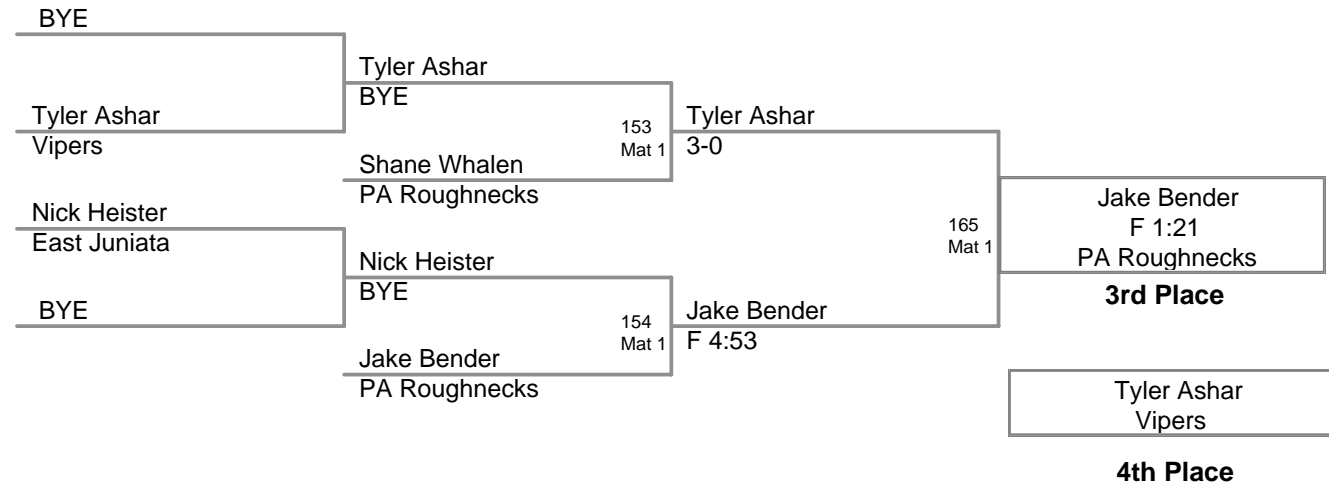 BYE
Tyler Ashar
BYE
Tyler Ashar
Vipers
153
Mat 1
Tyler Ashar
3-0
Shane Whalen
PA Roughnecks
Nick Heister
East Juniata
165
Mat 1
Jake Bender
F 1:21
PA Roughnecks
3rd Place
Nick Heister
BYE
BYE
154
Mat 1
Jake Bender
F 4:53
Jake Bender
PA Roughnecks
Tyler Ashar
Vipers
4th Place